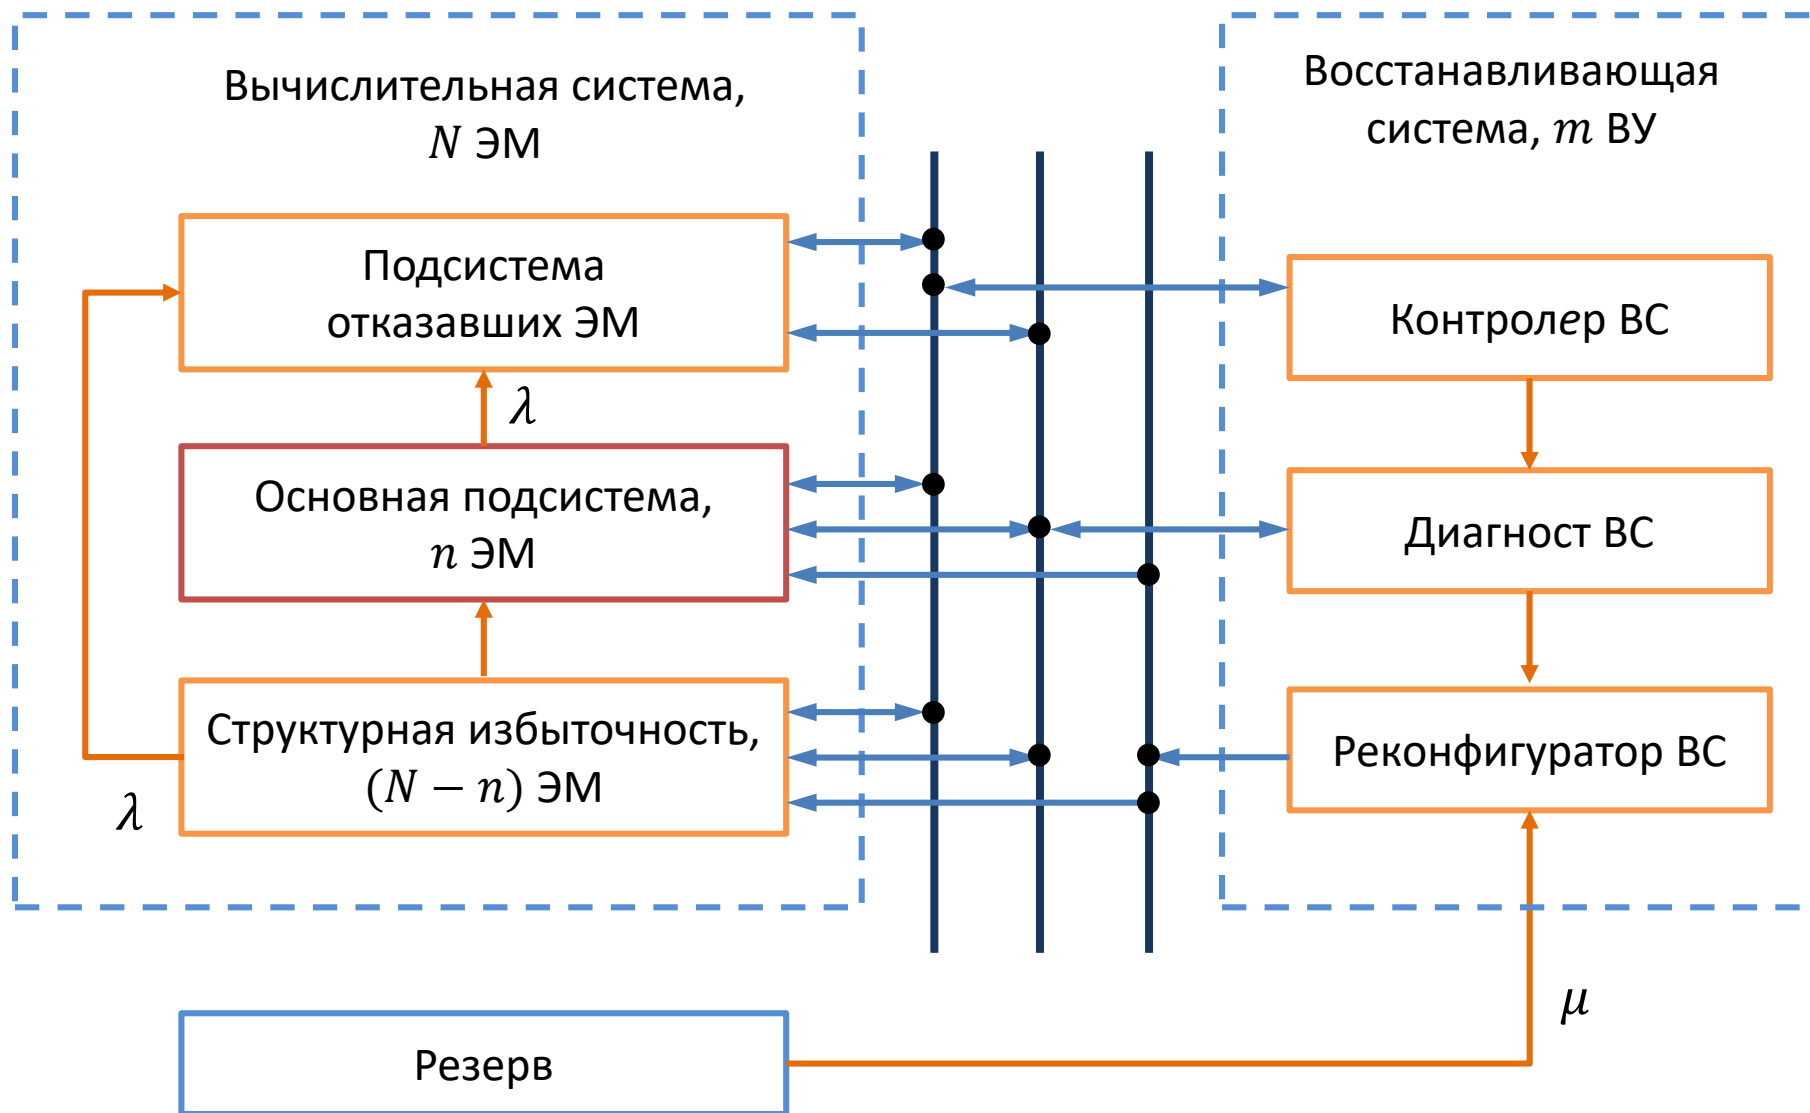 Вычислительная система,
N ЭМ
Восстанавливающая
система, m ВУ
Подсистема
отказавших ЭМ
Контролер ВС
λ
Основная подсистема,
n ЭМ
Диагност ВС
Структурная избыточность,
(N − n) ЭМ
Реконфигуратор ВС
λ
μ
Резерв